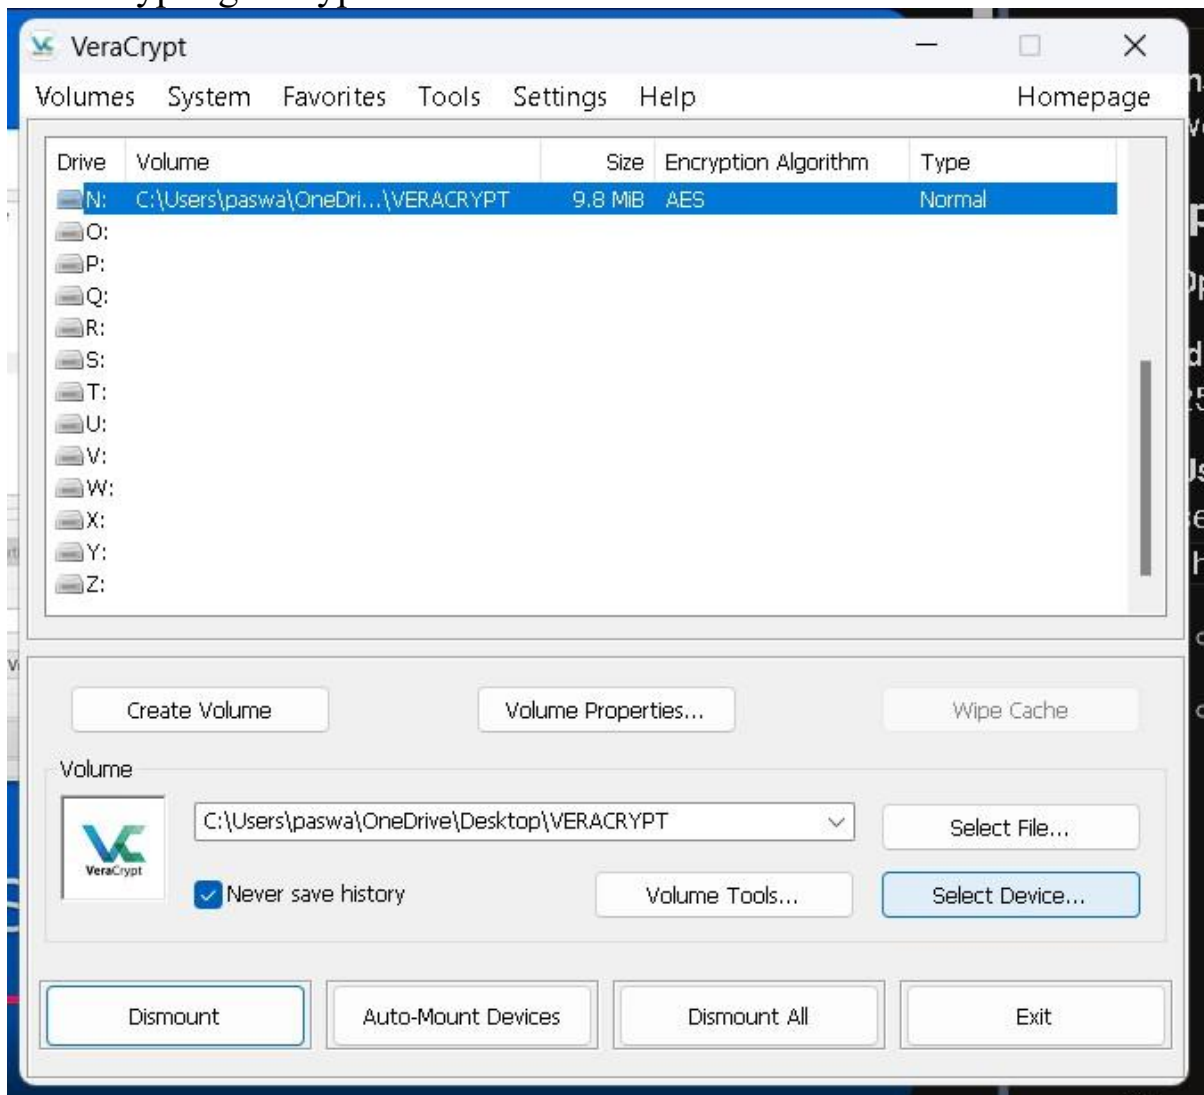 VeraCrypt
Volumes System Favorites Tools Settings Help Homepage
Drive Volume Size Encryption Algorithm Type
N: C:\Users\paswa\OneDri...\VERACRYPT 9.8 MiB AES Normal
O:
P:
Q:
R:
S:
T:
U:
V:
W:
X:
Y:
Z:
Create Volume Volume Properties... Wipe Cache
Volume
VeraCrypt
C:\Users\paswa\OneDrive\Desktop\VERACRYPT Select File...
Never save history Volume Tools... Select Device...
Dismount Auto-Mount Devices Dismount All Exit